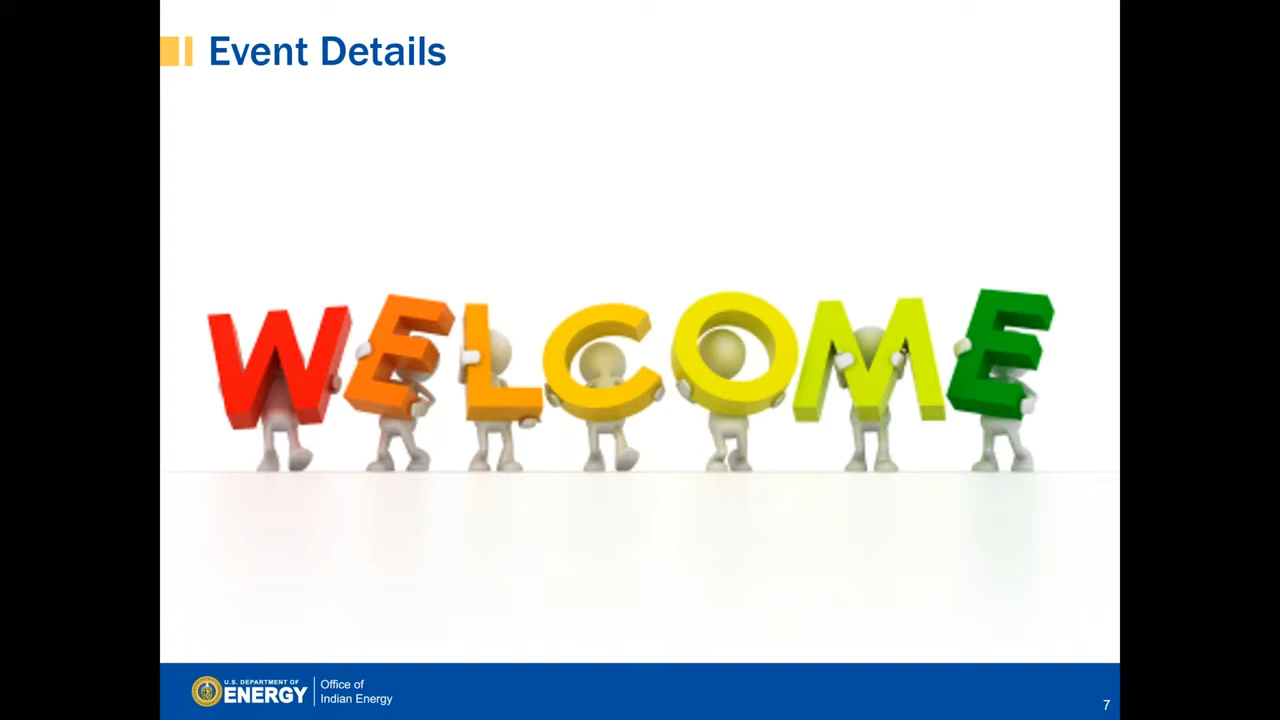 Event Details
WELCOME
U.S. DEPARTMENT OF
ENERGY
Office of
Indian Energy
7